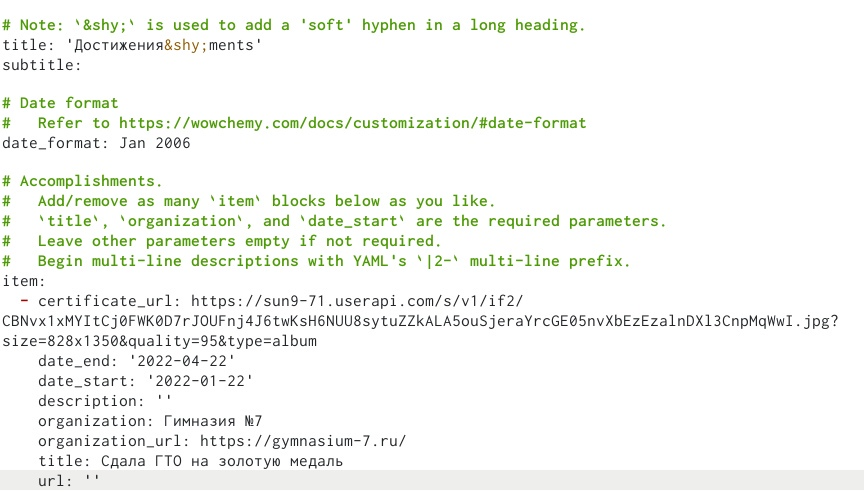 # Note: `&shy;` is used to add a 'soft' hyphen in a long heading.
title: 'Достижения&shy;ments'
subtitle:
# Date format
#   Refer to https://wowchemy.com/docs/customization/#date-format
date_format: Jan 2006
# Accomplishments.
#   Add/remove as many `item` blocks below as you like.
#   `title`, `organization`, and `date_start` are the required parameters.
#   Leave other parameters empty if not required.
#   Begin multi-line descriptions with YAML's `|2-` multi-line prefix.
item:
  - certificate_url: https://sun9-71.userapi.com/s/v1/if2/
CBNvx1xMYItCj0FWK0D7rJOUFnj4J6twKsH6NUU8sytuZZkALA5ouSjeraYrcGE05nvXbEzEzalnDXl3CnpMqWwI.jpg?
size=828x1350&quality=95&type=album
    date_end: '2022-04-22'
    date_start: '2022-01-22'
    description: ''
    organization: Гимназия №7
    organization_url: https://gymnasium-7.ru/
    title: Сдала ГТО на золотую медаль
    url: ''